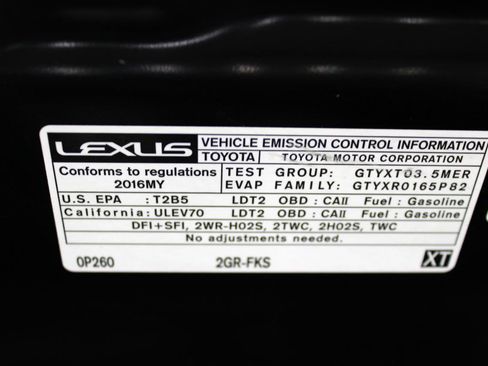 LEXUS VEHICLE EMISSION CONTROL INFORMATION
TOYOTA TOYOTA MOTOR CORPORATION
Conforms to regulations TEST GROUP: GTYXT03.5MER
2016MY EVAP FAMILY: GTYXR0165P82
U.S. EPA : T2B5 LDT2 OBD : CAII Fuel : Gasoline
California: ULEV70 LDT2 OBD : CAII Fuel : Gasoline
DFI+SFI, 2WR-HO2S, 2TWC, 2HO2S, TWC
No adjustments needed.
0P260 2GR-FKS XT